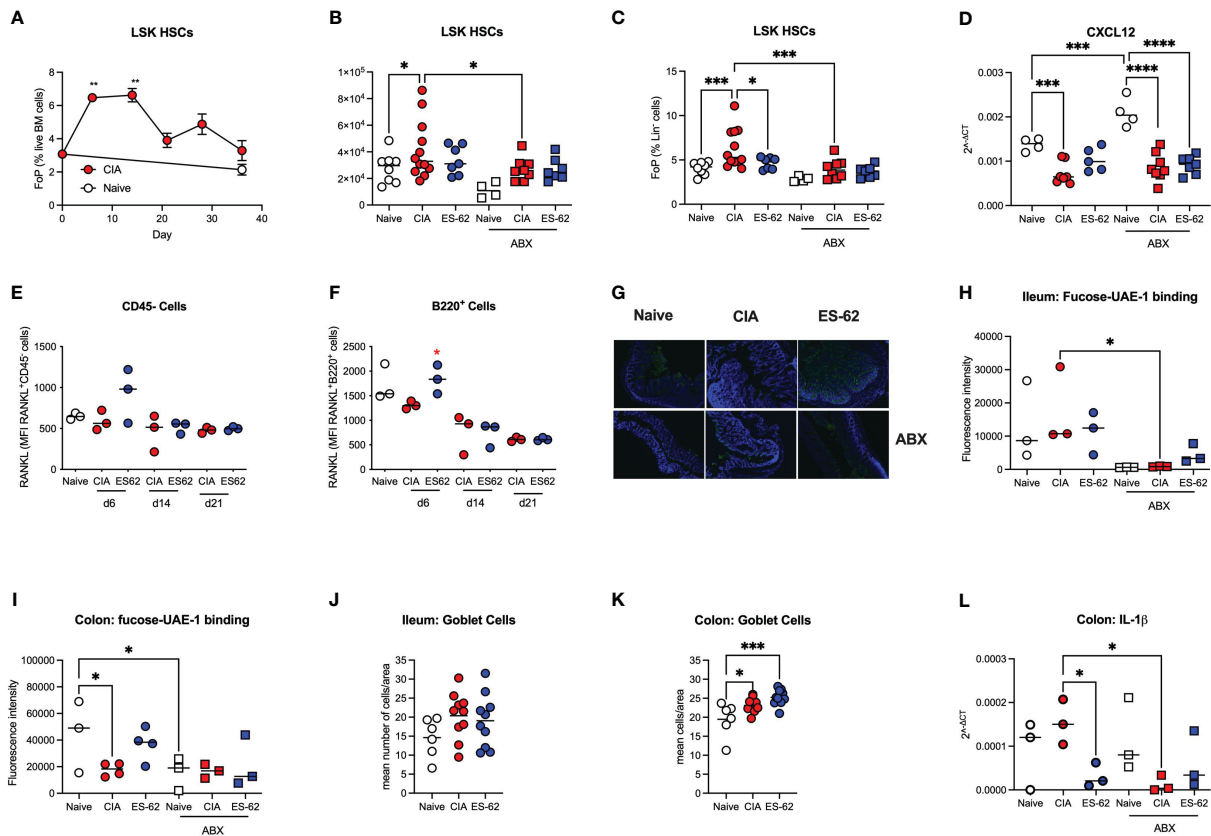 A
LSK HSCs
FoP (% live BM cells)
8
6
4
2
0
**
**
CIA
Naive
0
10
20
30
40
Day
B
LSK HSCs
1×10⁵
8×10⁴
6×10⁴
4×10⁴
2×10⁴
0
*
*
Naive
CIA
ES-62
Naive
CIA
ES-62
ABX
C
LSK HSCs
FoP (% Lin⁻ cells)
15
10
5
0
***
***
*
Naive
CIA
ES-62
Naive
CIA
ES-62
ABX
D
CXCL12
2^-ΔCT
0.003
0.002
0.001
0.000
***
***
****
****
Naive
CIA
ES-62
Naive
CIA
ES-62
ABX
E
CD45- Cells
RANKL (MFI RANKL⁺CD45⁻cells)
1500
1000
500
0
Naive
CIA
ES62
CIA
ES62
CIA
ES62
d6
d14
d21
F
B220⁺ Cells
RANKL (MFI RANKL⁺B220⁺ cells)
2500
2000
1500
1000
500
0
*
Naive
CIA
ES62
CIA
ES62
CIA
ES62
d6
d14
d21
G
Naive
CIA
ES-62
ABX
H
Ileum: Fucose-UAE-1 binding
Fluorescence intensity
40000
30000
20000
10000
0
*
Naive
CIA
ES-62
Naive
CIA
ES-62
ABX
I
Colon: fucose-UAE-1 binding
Fluorescence intensity
100000
80000
60000
40000
20000
0
*
*
Naive
CIA
ES-62
Naive
CIA
ES-62
ABX
J
Ileum: Goblet Cells
mean number of cells/area
35
30
25
20
15
10
5
0
Naive
CIA
ES-62
K
Colon: Goblet Cells
mean cells/area
35
30
25
20
15
10
5
0
***
*
Naive
CIA
ES-62
L
Colon: IL-1β
2^-ΔCT
0.0003
0.0002
0.0001
0.0000
*
*
Naive
CIA
ES-62
Naive
CIA
ES-62
ABX